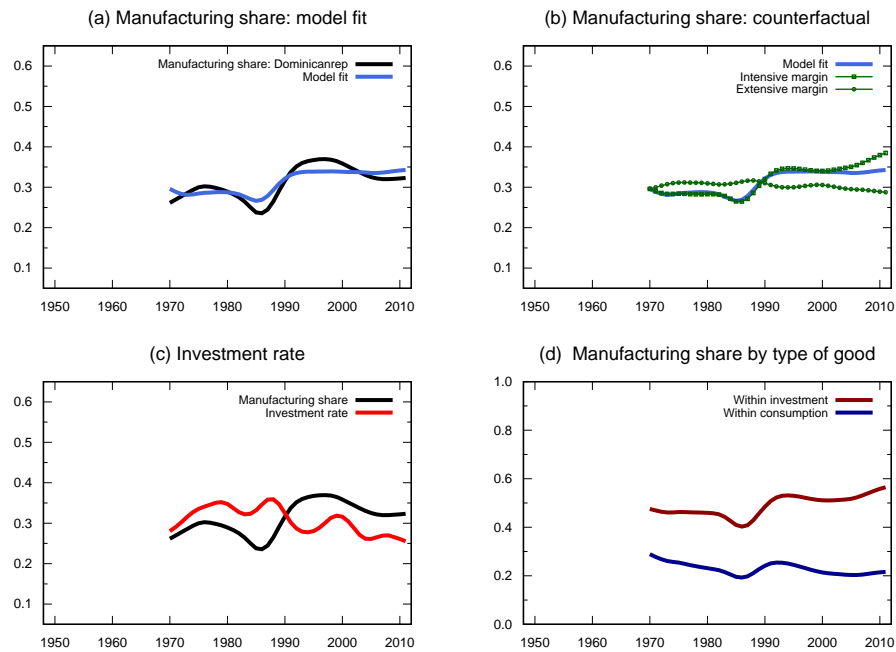 (a) Manufacturing share: model fit
0.6
0.5
0.4
0.3
0.2
0.1
Manufacturing share: Dominicanrep
Model fit
1950 1960 1970 1980 1990 2000 2010
(b) Manufacturing share: counterfactual
0.6
0.5
0.4
0.3
0.2
0.1
Model fit
Intensive margin
Extensive margin
1950 1960 1970 1980 1990 2000 2010
(c) Investment rate
0.6
0.5
0.4
0.3
0.2
0.1
Manufacturing share
Investment rate
1950 1960 1970 1980 1990 2000 2010
(d) Manufacturing share by type of good
1.0
0.8
0.6
0.4
0.2
0.0
Within investment
Within consumption
1950 1960 1970 1980 1990 2000 2010